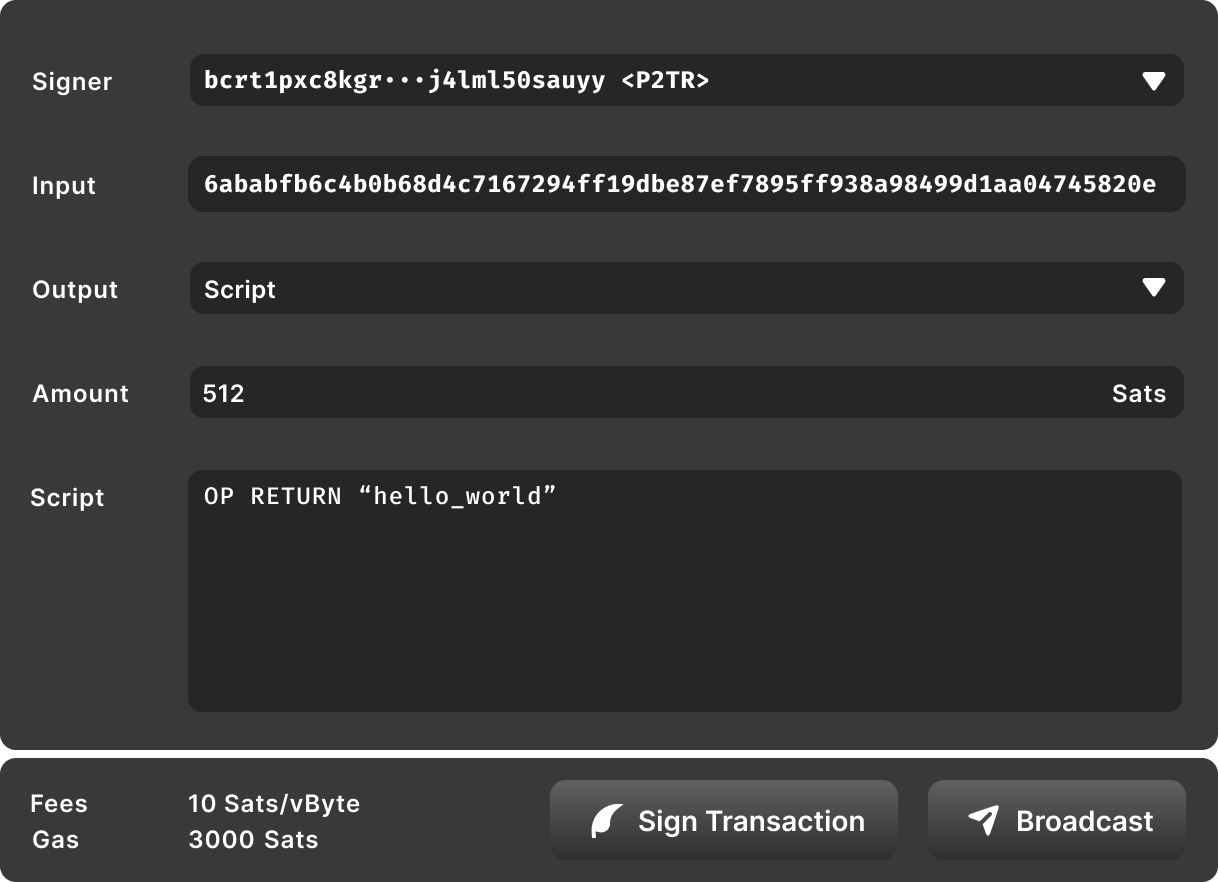 Signer bcrt1pxc8kgr···j4lml50sauyy <P2TR>
Input 6ababfb6c4b0b68d4c7167294ff19dbe87ef7895ff938a98499d1aa04745820e
Output Script
Amount 512 Sats
Script OP RETURN “hello_world”
Fees 10 Sats/vByte
Gas 3000 Sats
Sign Transaction
Broadcast